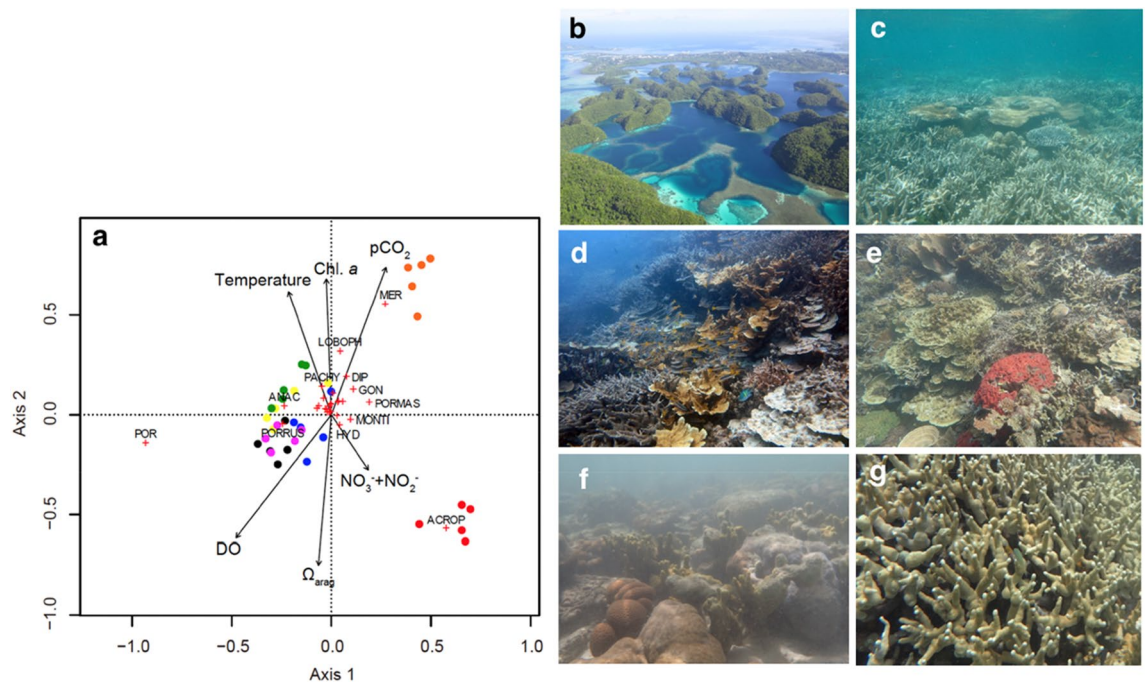 a
b
c
d
e
f
g
pCO2
Chl. a
Temperature
MER
LOBOPH
PACHY
DIP
GON
ANAC
PORMAS
MONTI
POR
PORRUS
HYD
NO3-+NO2-
ACROP
DO
Ωarag
Axis 2
0.5
0.0
−0.5
−1.0
−1.0
−0.5
0.0
0.5
1.0
Axis 1